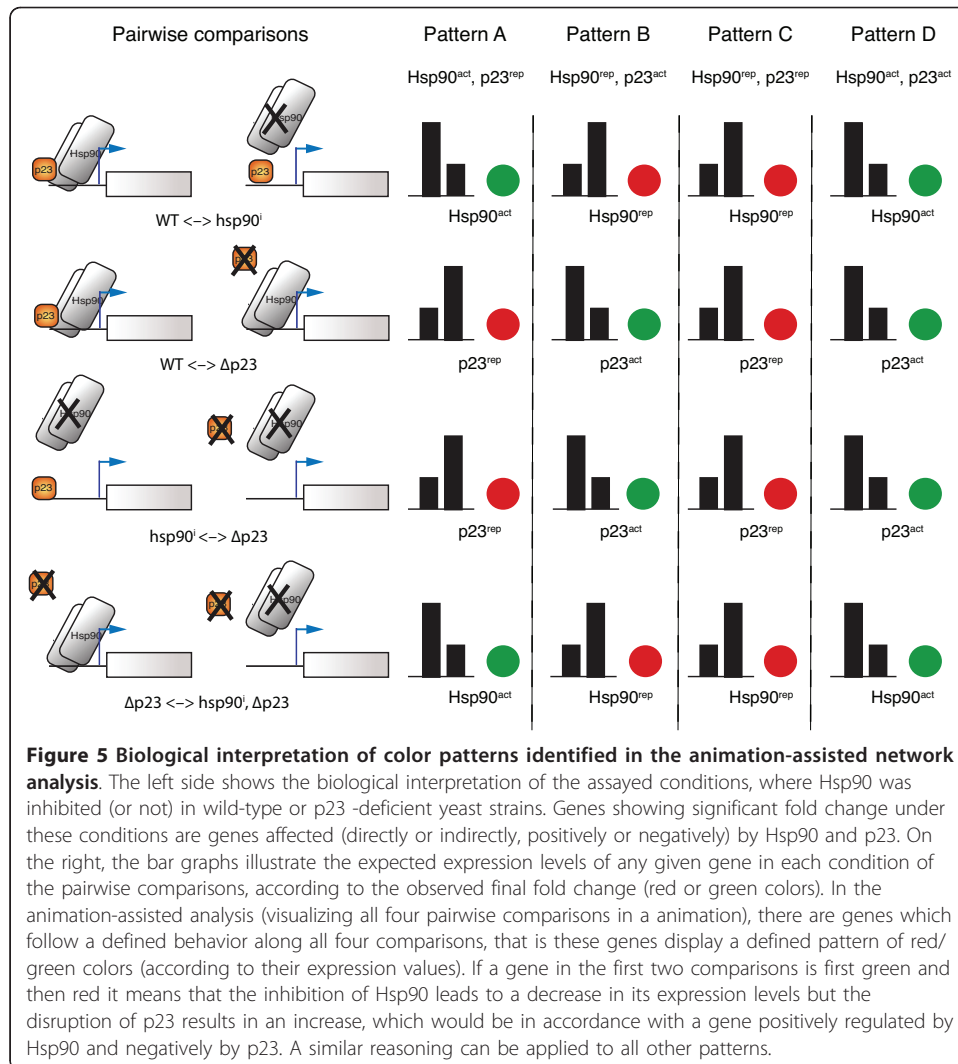 Pairwise comparisons
Pattern A
Pattern B
Pattern C
Pattern D
Hsp90ᵃᶜᵗ, p23ʳᵉᵖ
Hsp90ʳᵉᵖ, p23ᵃᶜᵗ
Hsp90ʳᵉᵖ, p23ʳᵉᵖ
Hsp90ᵃᶜᵗ, p23ᵃᶜᵗ
p23
Hsp90
Hsp90
p23
WT <-> hsp90ⁱ
Hsp90ᵃᶜᵗ
Hsp90ʳᵉᵖ
Hsp90ʳᵉᵖ
Hsp90ᵃᶜᵗ
p23
Hsp90
p23
Hsp90
WT <-> Δp23
p23ʳᵉᵖ
p23ᵃᶜᵗ
p23ʳᵉᵖ
p23ᵃᶜᵗ
Hsp90
p23
p23
Hsp90
hsp90ⁱ <-> Δp23
p23ʳᵉᵖ
p23ᵃᶜᵗ
p23ʳᵉᵖ
p23ᵃᶜᵗ
p23
Hsp90
p23
Hsp90
Δp23 <-> hsp90ⁱ, Δp23
Hsp90ᵃᶜᵗ
Hsp90ʳᵉᵖ
Hsp90ʳᵉᵖ
Hsp90ᵃᶜᵗ
Figure 5 Biological interpretation of color patterns identified in the animation-assisted network
analysis. The left side shows the biological interpretation of the assayed conditions, where Hsp90 was
inhibited (or not) in wild-type or p23 -deficient yeast strains. Genes showing significant fold change under
these conditions are genes affected (directly or indirectly, positively or negatively) by Hsp90 and p23. On
the right, the bar graphs illustrate the expected expression levels of any given gene in each condition of
the pairwise comparisons, according to the observed final fold change (red or green colors). In the
animation-assisted analysis (visualizing all four pairwise comparisons in a animation), there are genes which
follow a defined behavior along all four comparisons, that is these genes display a defined pattern of red/
green colors (according to their expression values). If a gene in the first two comparisons is first green and
then red it means that the inhibition of Hsp90 leads to a decrease in its expression levels but the
disruption of p23 results in an increase, which would be in accordance with a gene positively regulated by
Hsp90 and negatively by p23. A similar reasoning can be applied to all other patterns.